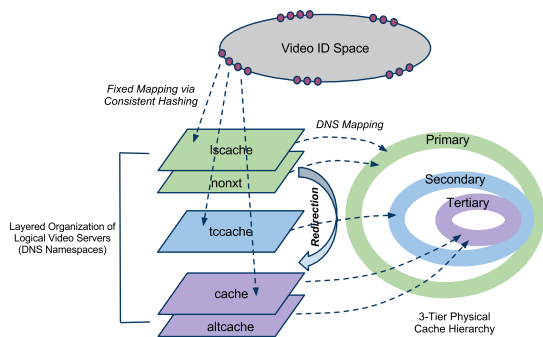 Video ID Space
Fixed Mapping via
Consistent Hashing
DNS Mapping
lscache
nonxt
Primary
Secondary
Tertiary
Redirection
tccache
Layered Organization of
Logical Video Servers
(DNS Namespaces)
cache
altcache
3-Tier Physical
Cache Hierarchy